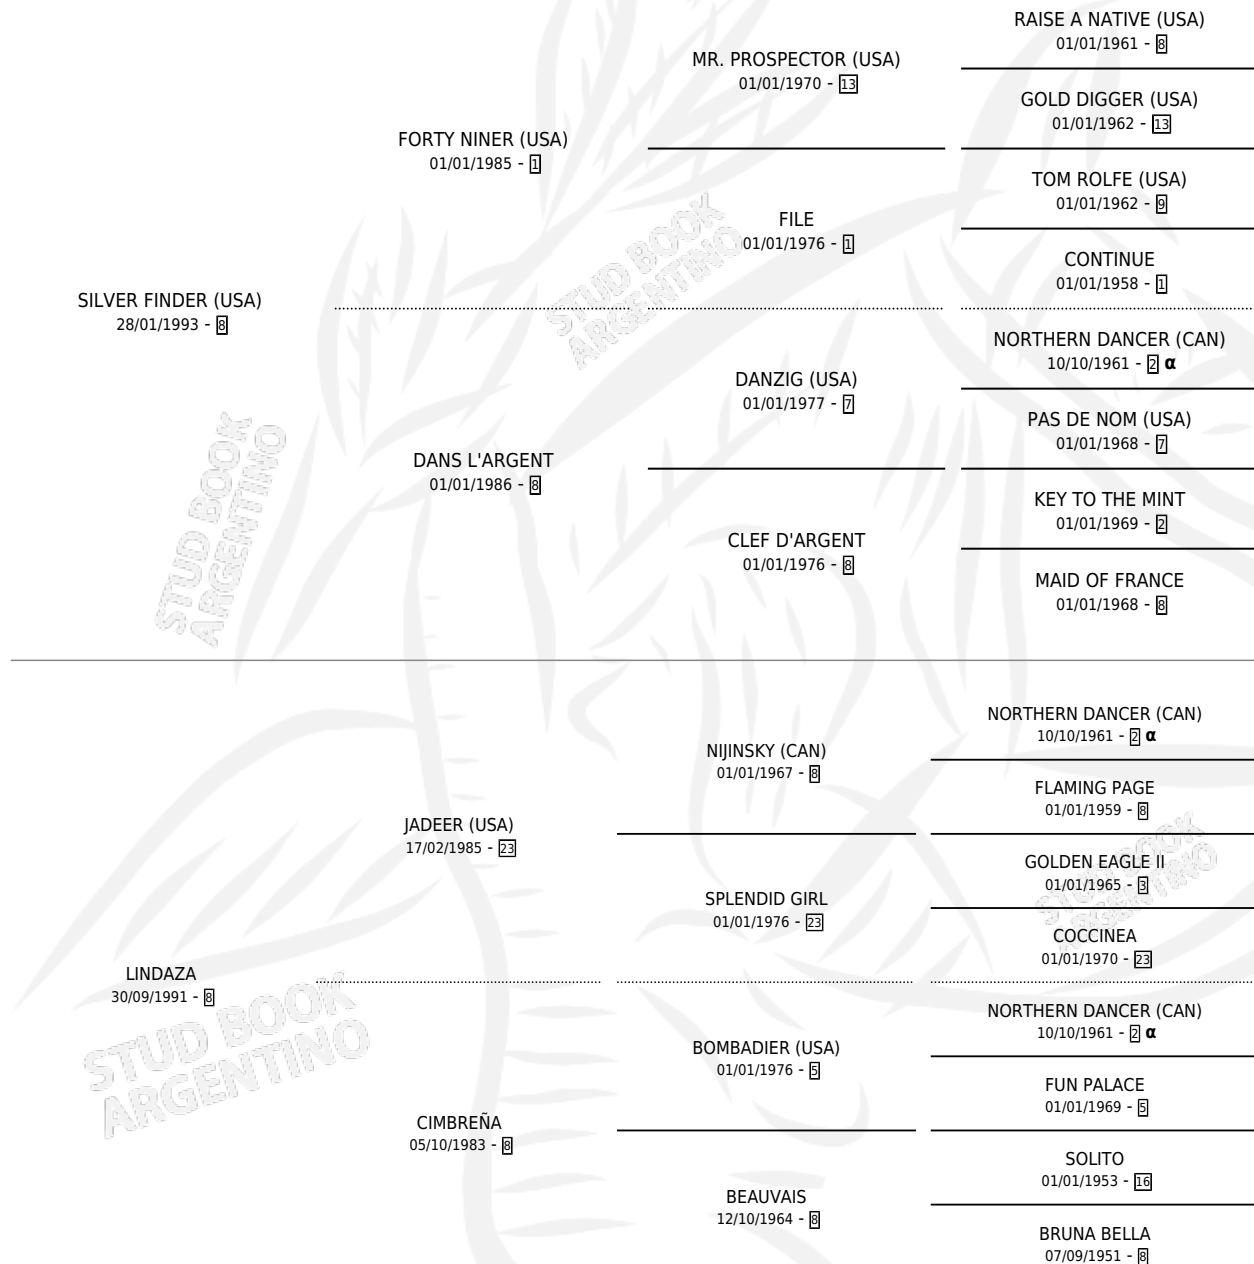 RAISE A NATIVE (USA)
01/01/1961 - 8
MR. PROSPECTOR (USA)
01/01/1970 - 13
GOLD DIGGER (USA)
01/01/1962 - 13
FORTY NINER (USA)
01/01/1985 - 1
TOM ROLFE (USA)
01/01/1962 - 9
FILE
01/01/1976 - 1
CONTINUE
01/01/1958 - 1
SILVER FINDER (USA)
28/01/1993 - 8
NORTHERN DANCER (CAN)
10/10/1961 - 2 α
DANZIG (USA)
01/01/1977 - 7
PAS DE NOM (USA)
01/01/1968 - 7
DANS L'ARGENT
01/01/1986 - 8
KEY TO THE MINT
01/01/1969 - 2
CLEF D'ARGENT
01/01/1976 - 8
MAID OF FRANCE
01/01/1968 - 8
STUD BOOK
ARGENTINO
STUD BOOK
ARGENTINO
NORTHERN DANCER (CAN)
10/10/1961 - 2 α
NIJINSKY (CAN)
01/01/1967 - 8
FLAMING PAGE
01/01/1959 - 8
JADEER (USA)
17/02/1985 - 23
GOLDEN EAGLE II
01/01/1965 - 3
SPLENDID GIRL
01/01/1976 - 23
COCCINEA
01/01/1970 - 23
LINDAZA
30/09/1991 - 8
NORTHERN DANCER (CAN)
10/10/1961 - 2 α
BOMBADIER (USA)
01/01/1976 - 5
FUN PALACE
01/01/1969 - 5
CIMBREÑA
05/10/1983 - 8
SOLITO
01/01/1953 - 16
BEAUVAIS
12/10/1964 - 8
BRUNA BELLA
07/09/1951 - 8
STUD BOOK
ARGENTINO
STUD BOOK
ARGENTINO